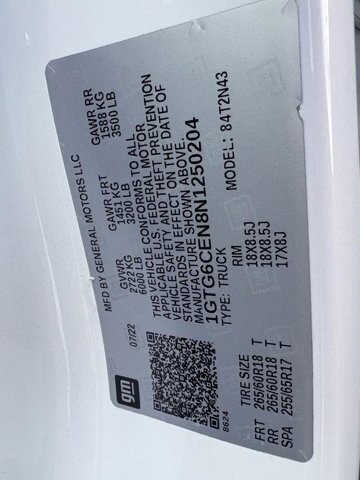 MFD BY GENERAL MOTORS LLC
07/22
GVWR
2722 KG
6000 LB
GAWR FRT
1451 KG
3200 LB
GAWR RR
1588 KG
3500 LB
THIS VEHICLE CONFORMS TO ALL
APPLICABLE U.S. FEDERAL MOTOR
VEHICLE SAFETY, AND THEFT PREVENTION
STANDARDS IN EFFECT ON THE DATE OF
MANUFACTURE SHOWN ABOVE.
1GTG6CEN8N1250204
TYPE: TRUCK MODEL: 84T2N43
gm
8624
TIRE SIZE RIM
FRT 265/60R18 T 18X8.5J
RR 265/60R18 T 18X8.5J
SPA 255/65R17 T 17X8J